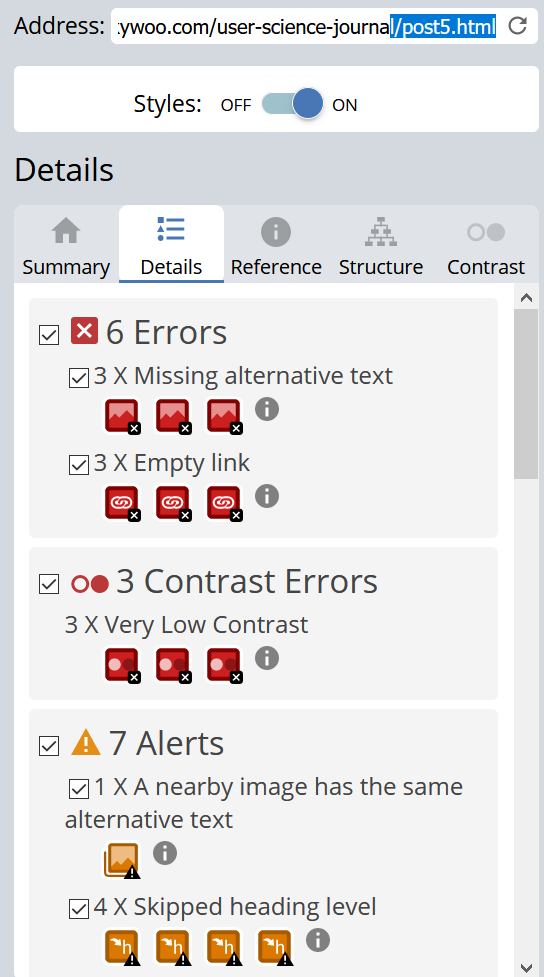 Address: ywoo.com/user-science-journal/post5.html
Styles: OFF ON
Details
Summary Details Reference Structure Contrast
6 Errors
3 X Missing alternative text
3 X Empty link
3 Contrast Errors
3 X Very Low Contrast
7 Alerts
1 X A nearby image has the same
alternative text
4 X Skipped heading level
h h h h